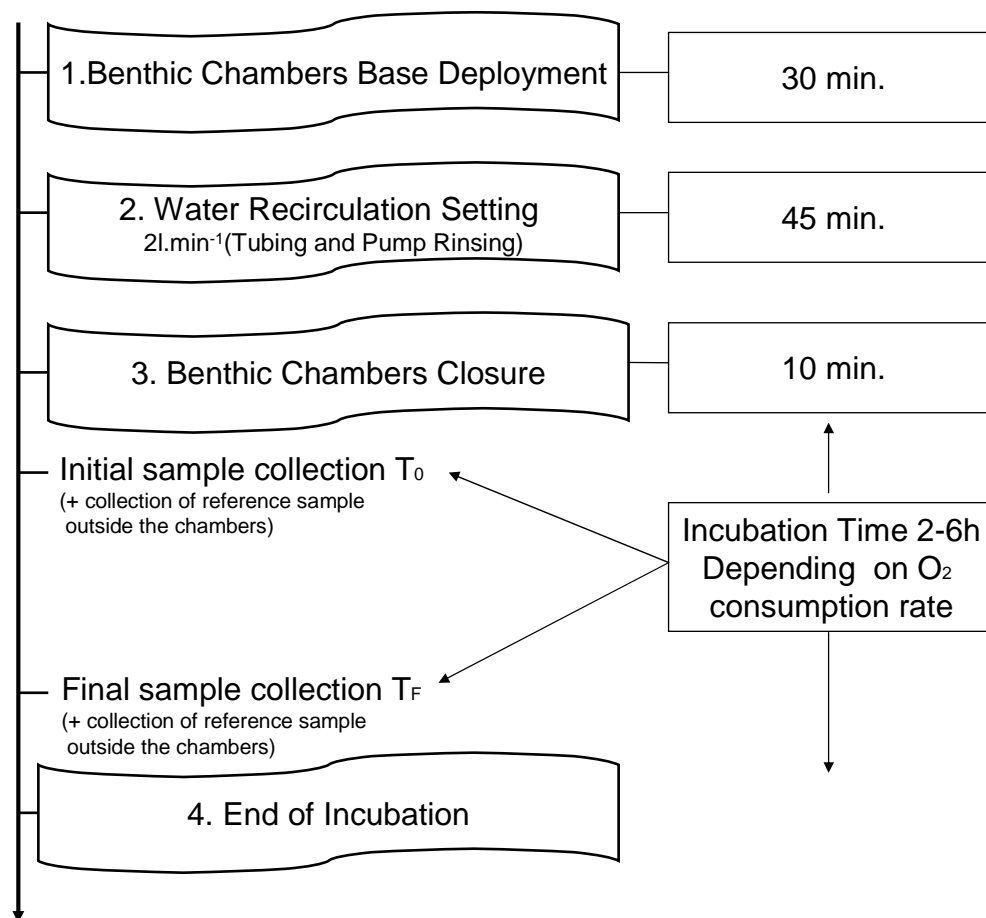 1.Benthic Chambers Base Deployment
30 min.
2. Water Recirculation Setting
2l.min⁻¹(Tubing and Pump Rinsing)
45 min.
3. Benthic Chambers Closure
10 min.
Initial sample collection T₀
(+ collection of reference sample
outside the chambers)
Incubation Time 2-6h
Depending on O₂
consumption rate
Final sample collection TF
(+ collection of reference sample
outside the chambers)
4. End of Incubation